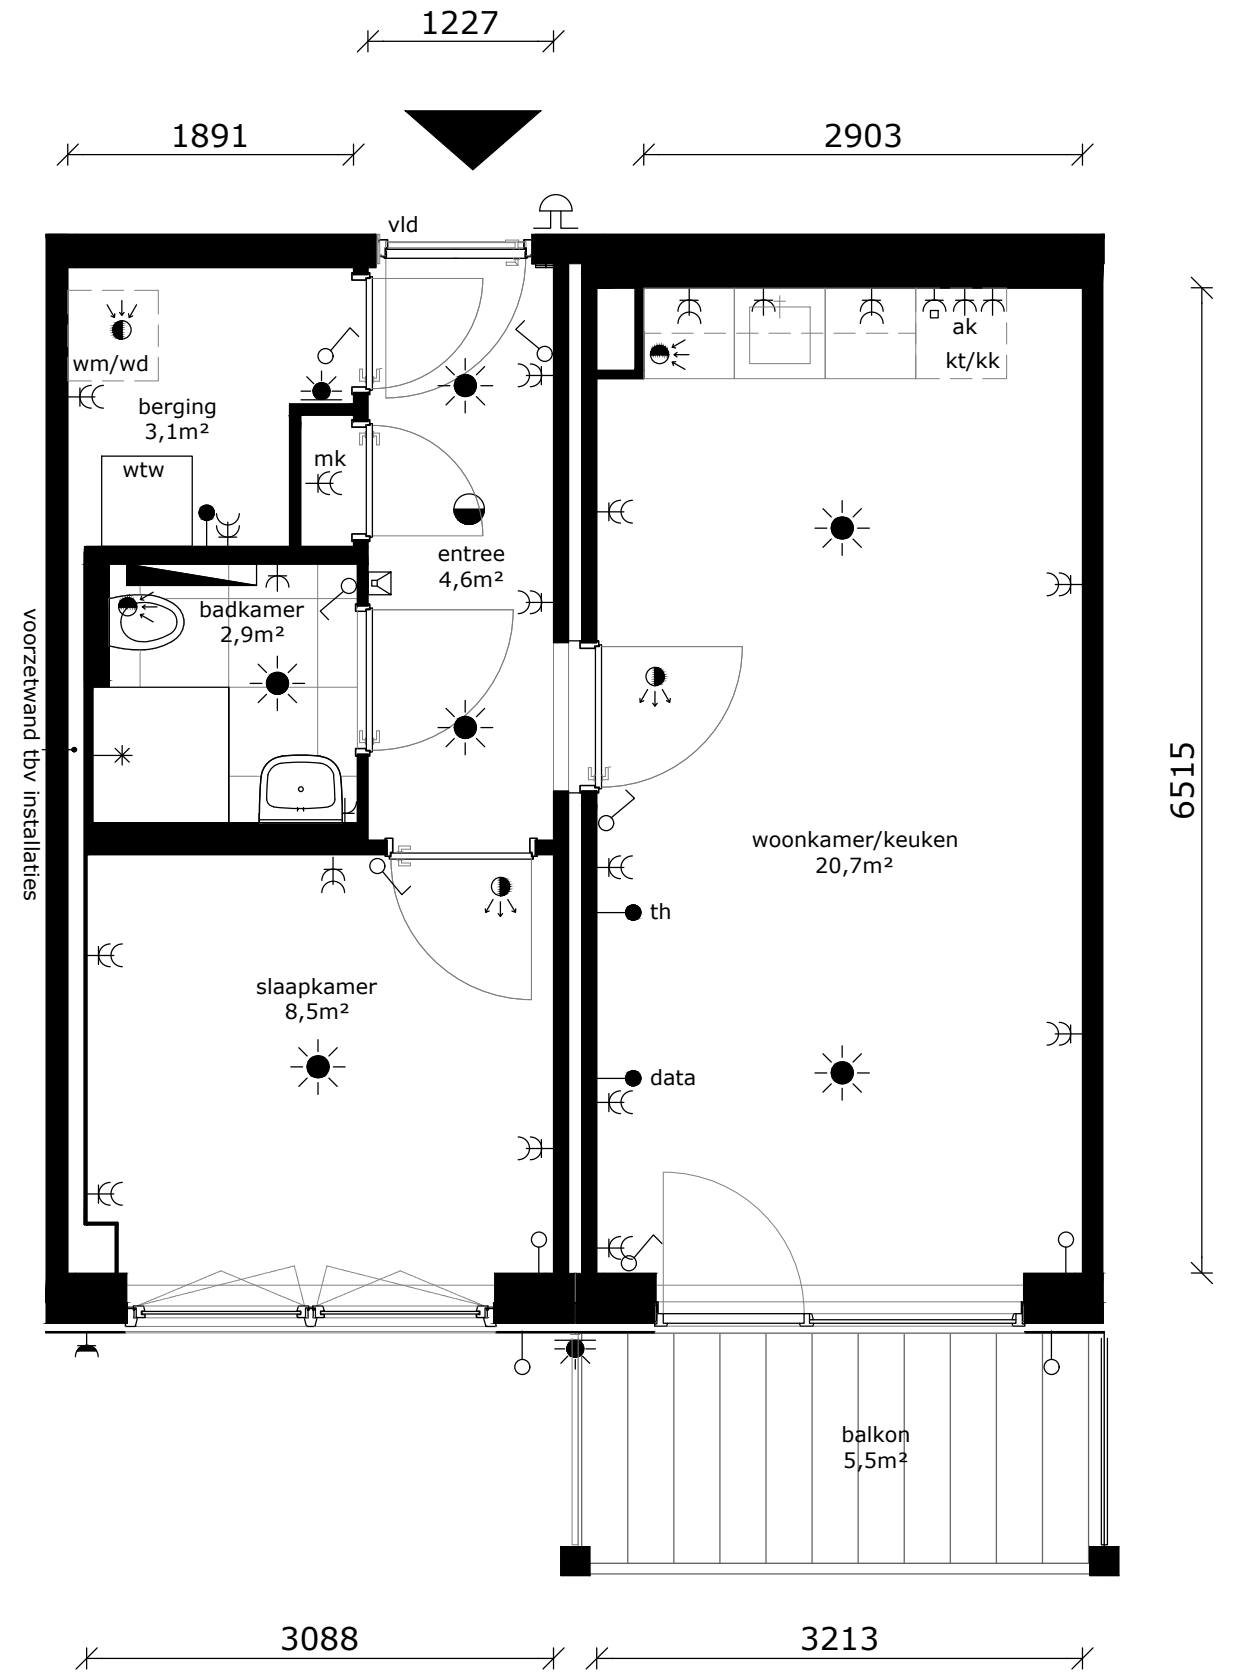 1227
1891
2903
vld
ak
kt/kk
wm/wd
berging
3,1m²
mk
wtw
entree
4,6m²
badkamer
2,9m²
voorzetwand tbv installaties
6515
woonkamer/keuken
20,7m²
th
slaapkamer
8,5m²
data
balkon
5,5m²
3088
3213